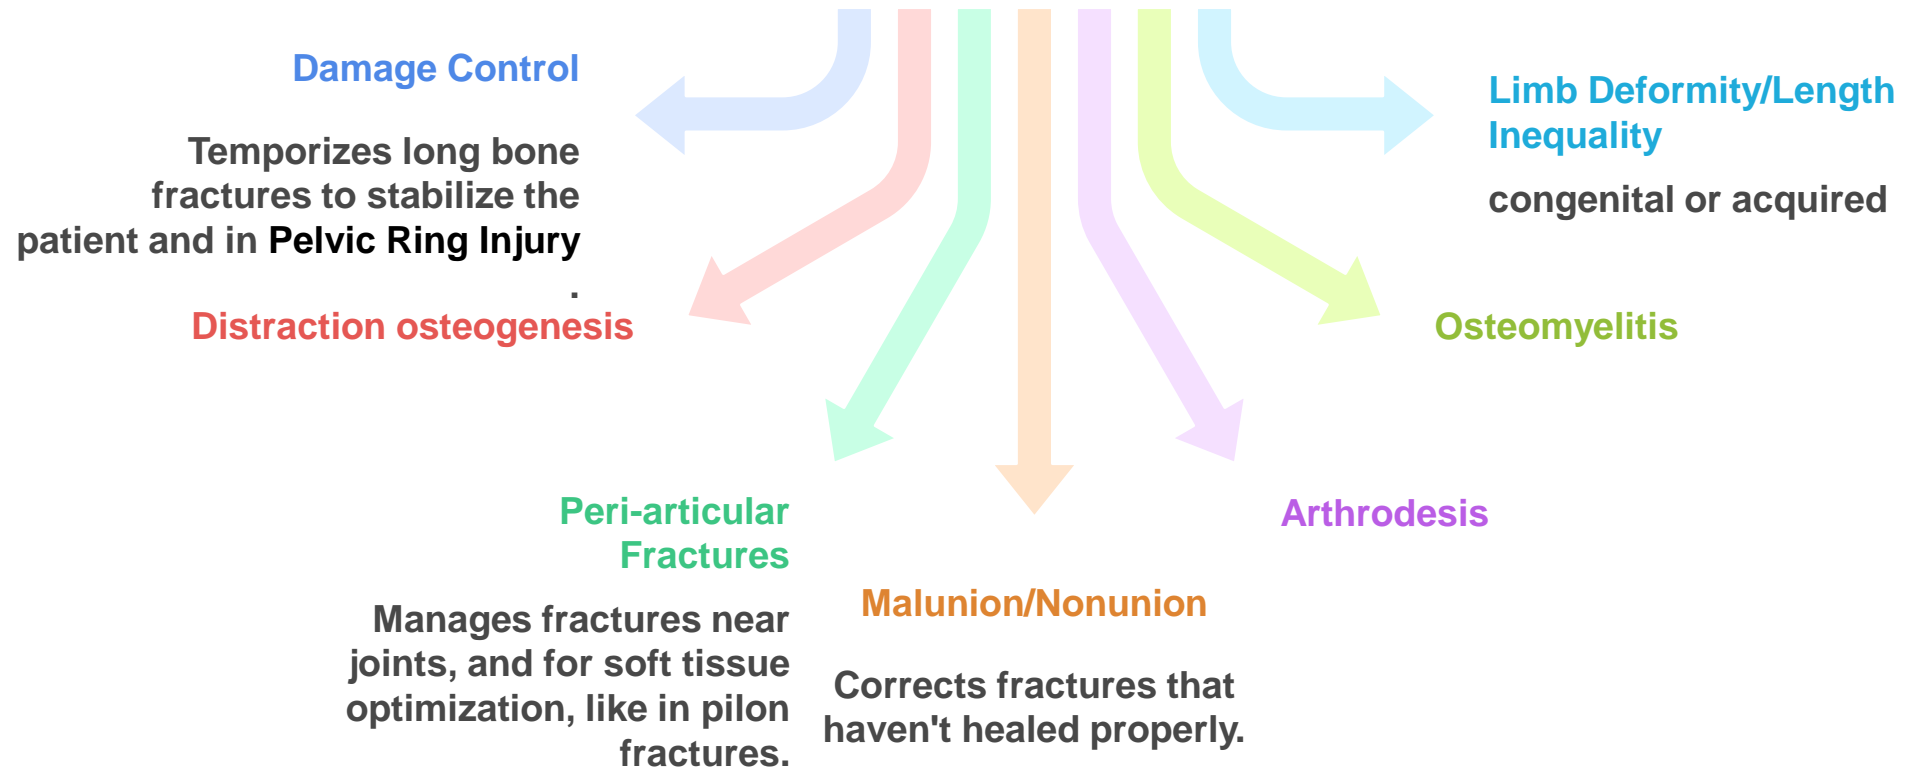 Damage Control
Temporizes long bone
fractures to stabilize the
patient and in Pelvic Ring Injury
.
Distraction osteogenesis
Peri-articular
Fractures
Manages fractures near
joints, and for soft tissue
optimization, like in pilon
fractures.
Malunion/Nonunion
Corrects fractures that
haven't healed properly.
Arthrodesis
Osteomyelitis
Limb Deformity/Length
Inequality
congenital or acquired